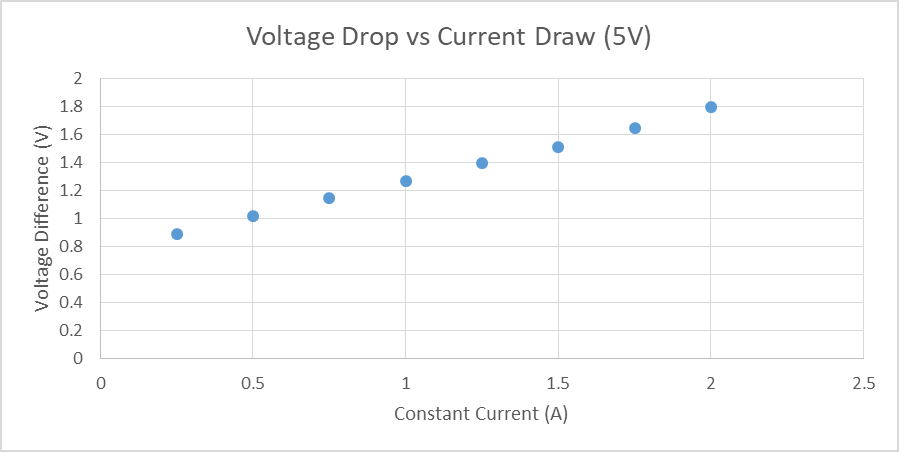 Voltage Drop vs Current Draw (5V)
Voltage Difference (V)
2
1.8
1.6
1.4
1.2
1
0.8
0.6
0.4
0.2
0
0 0.5 1 1.5 2 2.5
Constant Current (A)